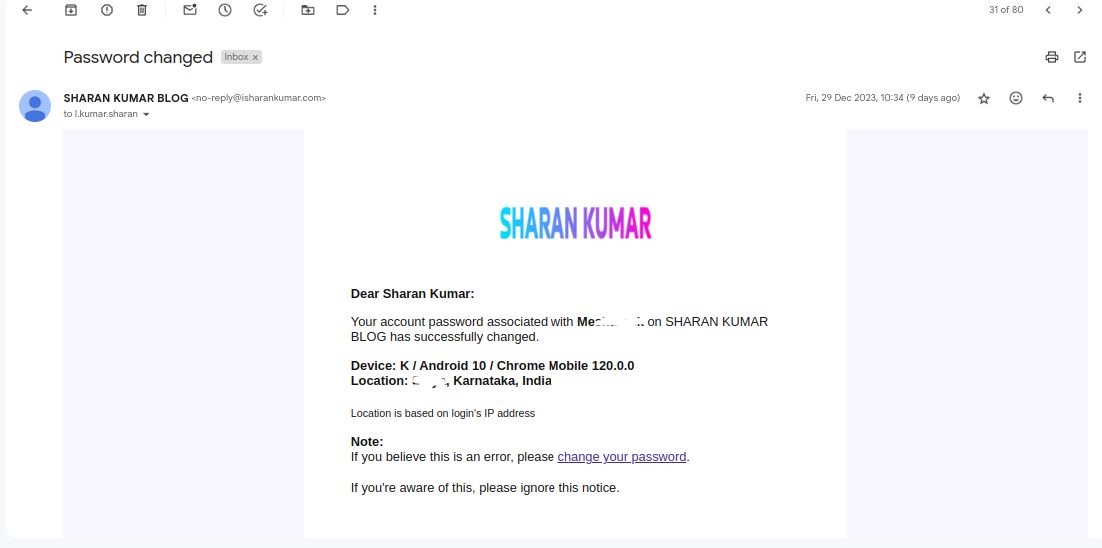 31 of 80
Password changed
Inbox ×
SHARAN KUMAR BLOG <no-reply@isharankumar.com>
Fri, 29 Dec 2023, 10:34 (9 days ago)
to l.kumar.sharan
SHARAN KUMAR
Dear Sharan Kumar:
Your account password associated with on SHARAN KUMAR
BLOG has successfully changed.
Device: K / Android 10 / Chrome Mobile 120.0.0
Location: , Karnataka, India
Location is based on login's IP address
Note:
If you believe this is an error, please change your password.
If you're aware of this, please ignore this notice.